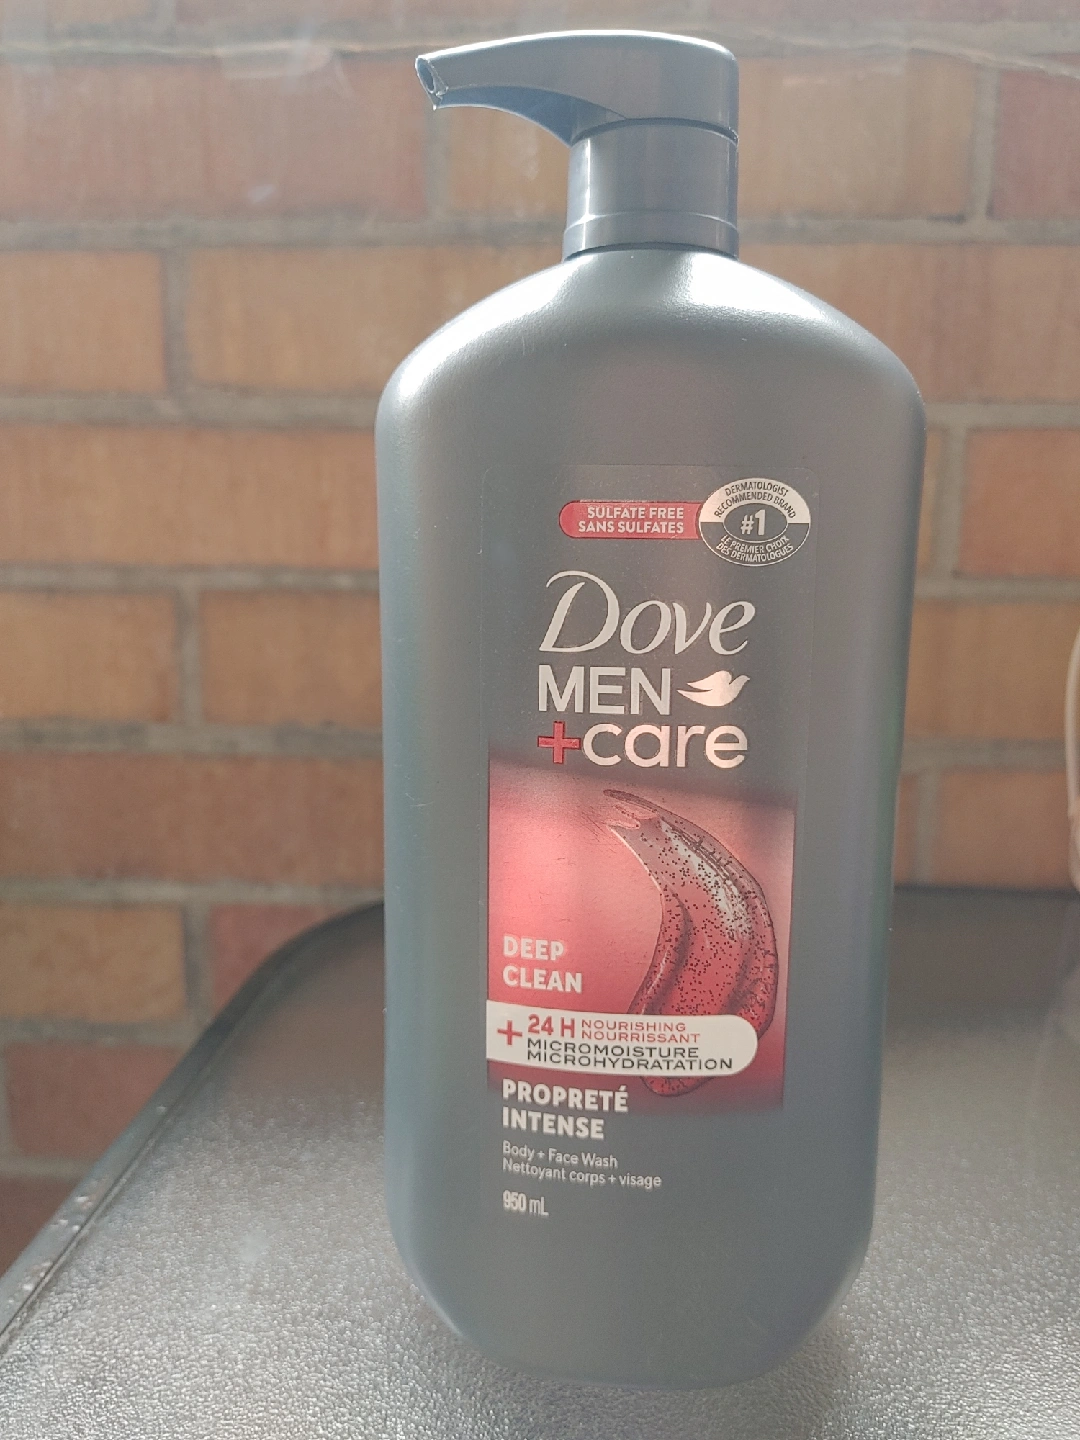 SULFATE FREE
SANS SULFATES
DERMATOLOGIST
RECOMMENDED BRAND
#1
LE PREMIER CHOIX
DES DERMATOLOGUES
Dove
MEN
+care
DEEP
CLEAN
+ 24 H NOURISHING
NOURRISSANT
MICROMOISTURE
MICROHYDRATATION
PROPRETÉ
INTENSE
Body + Face Wash
Nettoyant corps + visage
950 mL